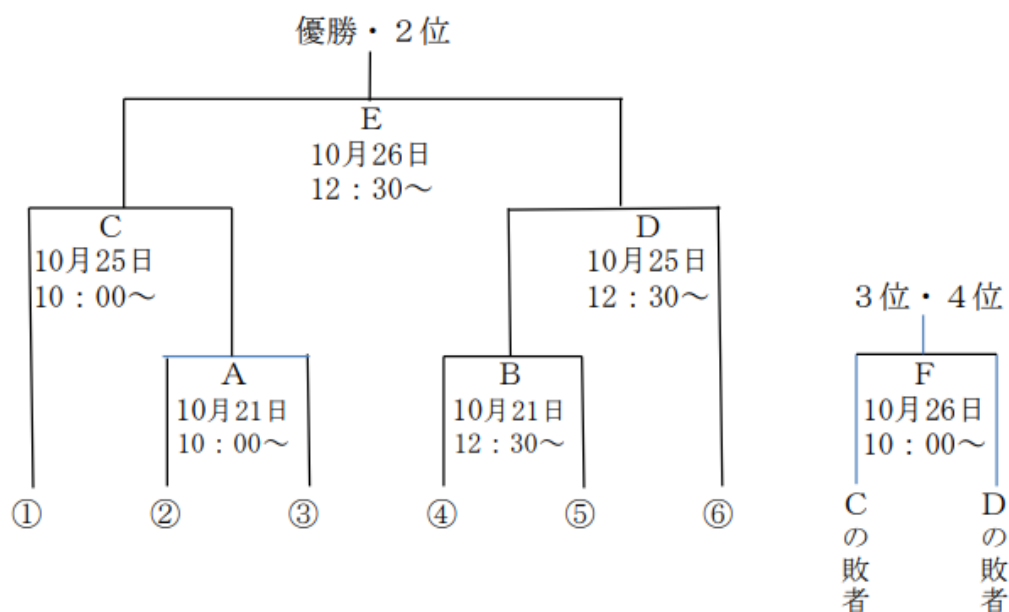 優勝・２位
E
10月26日
12：30～
C
10月25日
10：00～
D
10月25日
12：30～
A
10月21日
10：00～
B
10月21日
12：30～
①
②
③
④
⑤
⑥
３位・４位
F
10月26日
10：00～
Cの敗者
Dの敗者